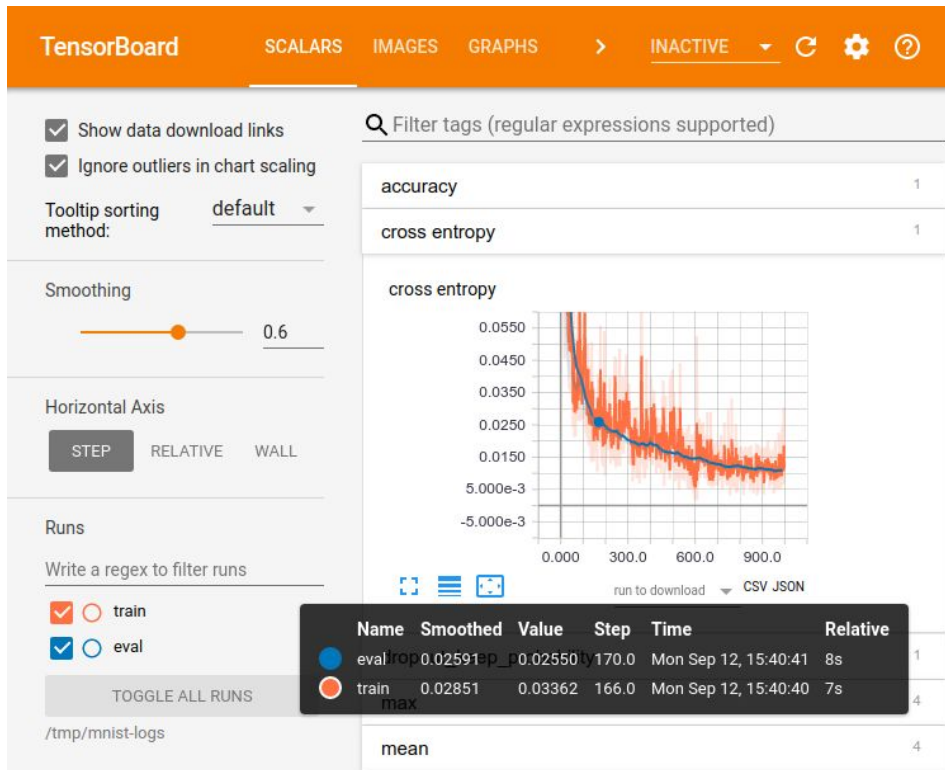 TensorBoard SCALARS IMAGES GRAPHS > INACTIVE
Show data download links
Ignore outliers in chart scaling
Tooltip sorting method: default
Smoothing
0.6
Horizontal Axis
STEP RELATIVE WALL
Runs
Write a regex to filter runs
train
eval
TOGGLE ALL RUNS
/tmp/mnist-logs
Filter tags (regular expressions supported)
accuracy 1
cross entropy 1
cross entropy
0.0550
0.0450
0.0350
0.0250
0.0150
5.000e-3
-5.000e-3
0.000 300.0 600.0 900.0
run to download CSV JSON
Name Smoothed Value Step Time Relative
eval 0.02591 0.02550 170.0 Mon Sep 12, 15:40:41 8s
train 0.02851 0.03362 166.0 Mon Sep 12, 15:40:40 7s
1
max 4
mean 4